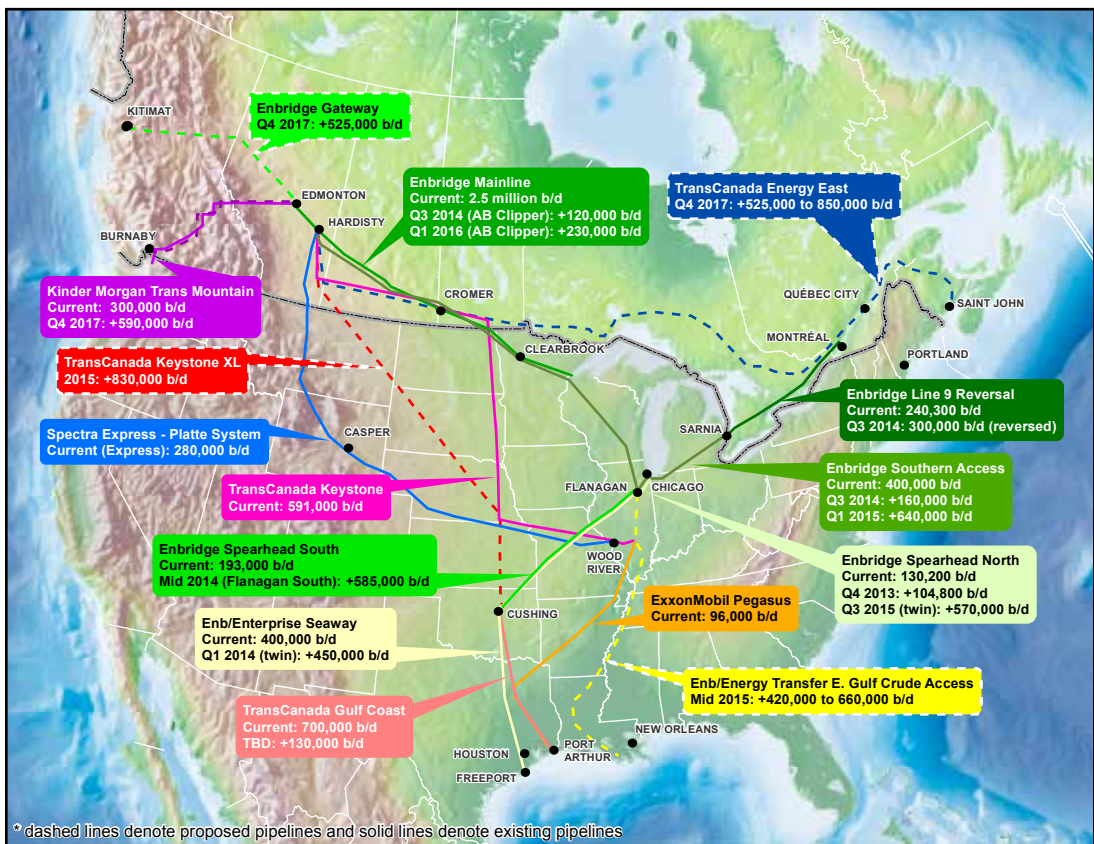 KITIMAT
Enbridge Gateway
Q4 2017: +525,000 b/d
EDMONTON
HARDISTY
BURNABY
Enbridge Mainline
Current: 2.5 million b/d
Q3 2014 (AB Clipper): +120,000 b/d
Q1 2016 (AB Clipper): +230,000 b/d
TransCanada Energy East
Q4 2017: +525,000 to 850,000 b/d
Kinder Morgan Trans Mountain
Current: 300,000 b/d
Q4 2017: +590,000 b/d
CROMER
QUÉBEC CITY
SAINT JOHN
MONTRÉAL
PORTLAND
CLEARBROOK
TransCanada Keystone XL
2015: +830,000 b/d
Enbridge Line 9 Reversal
Current: 240,300 b/d
Q3 2014: 300,000 b/d (reversed)
SARNIA
Spectra Express - Platte System
Current (Express): 280,000 b/d
CASPER
Enbridge Southern Access
Current: 400,000 b/d
Q3 2014: +160,000 b/d
Q1 2015: +640,000 b/d
FLANAGAN
CHICAGO
TransCanada Keystone
Current: 591,000 b/d
Enbridge Spearhead South
Current: 193,000 b/d
Mid 2014 (Flanagan South): +585,000 b/d
WOOD
RIVER
Enbridge Spearhead North
Current: 130,200 b/d
Q4 2013: +104,800 b/d
Q3 2015 (twin): +570,000 b/d
CUSHING
ExxonMobil Pegasus
Current: 96,000 b/d
Enb/Enterprise Seaway
Current: 400,000 b/d
Q1 2014 (twin): +450,000 b/d
Enb/Energy Transfer E. Gulf Crude Access
Mid 2015: +420,000 to 660,000 b/d
TransCanada Gulf Coast
Current: 700,000 b/d
TBD: +130,000 b/d
NEW ORLEANS
HOUSTON
PORT
ARTHUR
FREEPORT
* dashed lines denote proposed pipelines and solid lines denote existing pipelines